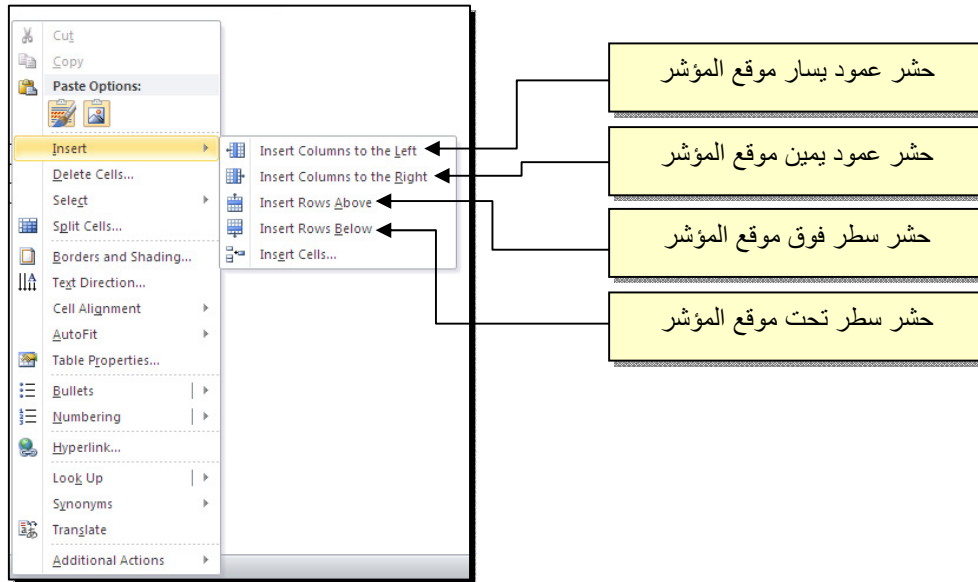 Cut
Copy
Paste Options:
Insert
Delete Cells...
Select
Split Cells...
Borders and Shading...
Text Direction...
Cell Alignment
AutoFit
Table Properties...
Bullets
Numbering
Hyperlink...
Look Up
Synonyms
Translate
Additional Actions
Insert Columns to the Left
Insert Columns to the Right
Insert Rows Above
Insert Rows Below
Insert Cells...
حشر عمود يسار موقع المؤشر
حشر عمود يمين موقع المؤشر
حشر سطر فوق موقع المؤشر
حشر سطر تحت موقع المؤشر